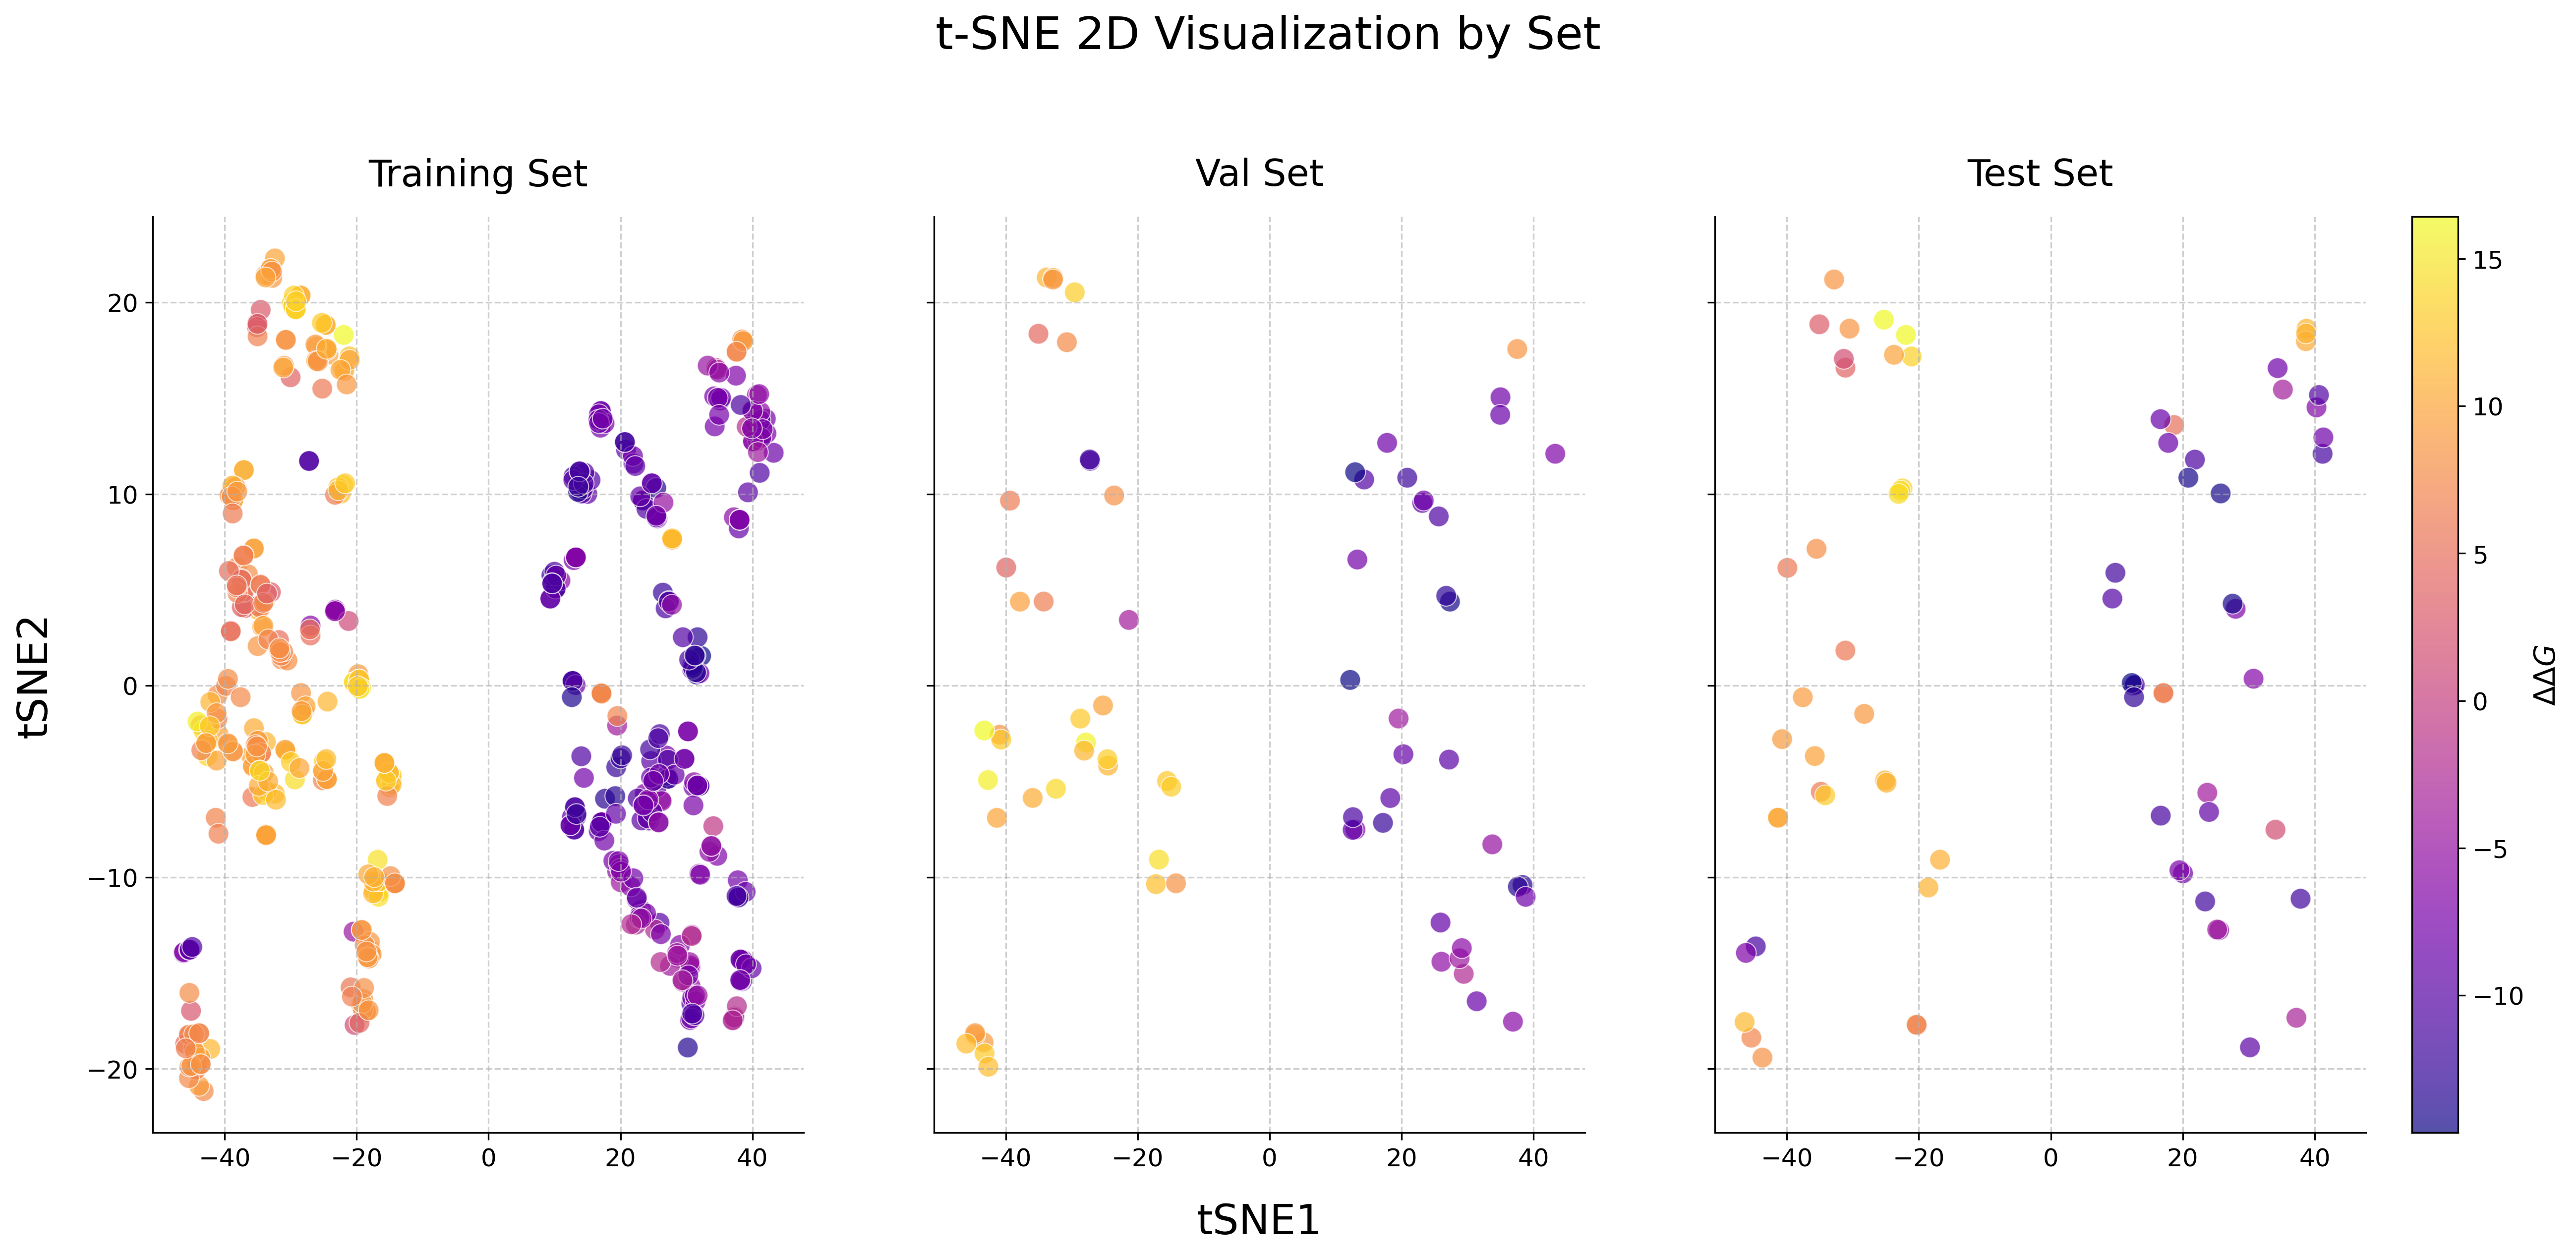 t-SNE 2D Visualization by Set
Training Set
Val Set
Test Set
tSNE2
20
10
0
−10
−20
−40 −20 0 20 40
−40 −20 0 20 40
−40 −20 0 20 40
tSNE1
15
10
5
0
−5
−10
ΔΔG